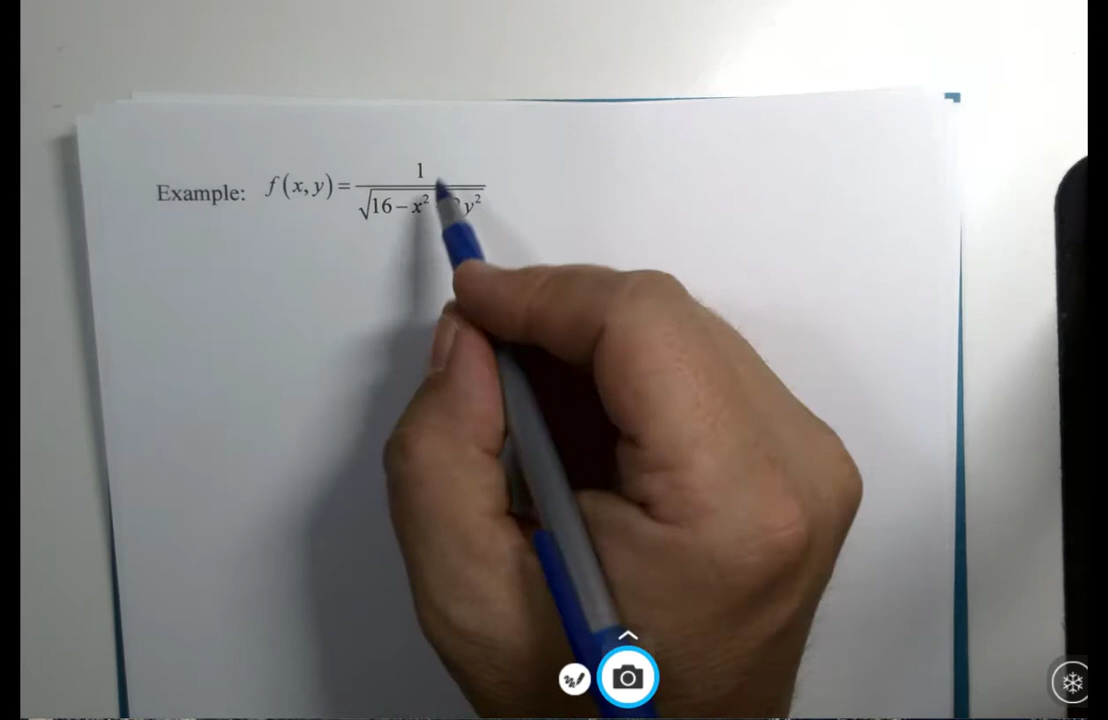 Example: f(x, y) = 1 / √(16 − x² y²)